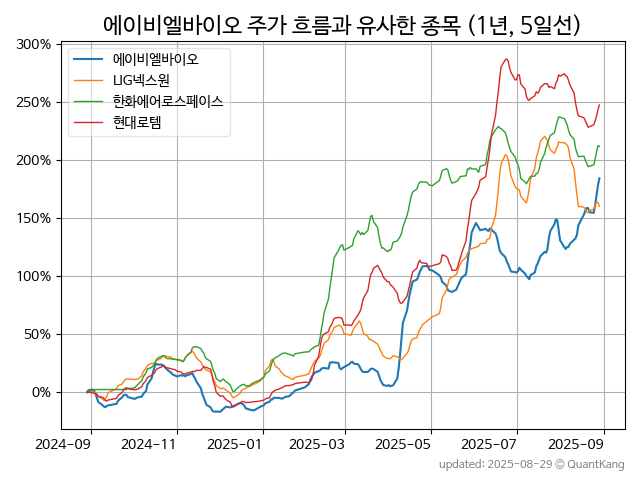 에이비엘바이오 주가 흐름과 유사한 종목 (1년, 5일선)
에이비엘바이오
LIG넥스원
한화에어로스페이스
현대로템
300%
250%
200%
150%
100%
50%
0%
2024-09 2024-11 2025-01 2025-03 2025-05 2025-07 2025-09
updated: 2025-08-29 © QuantKang